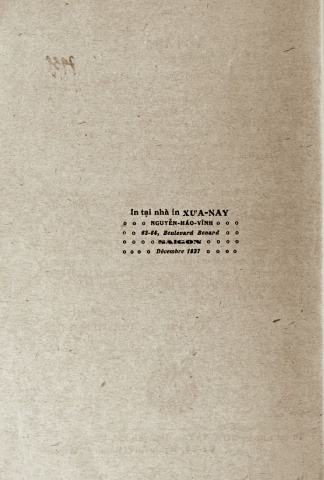 In tại nhà in XƯA-NAY
NGUYỄN-HÁO-VĨNH
62-64, Boulevard Bonard
SAIGON
Décembre 1927